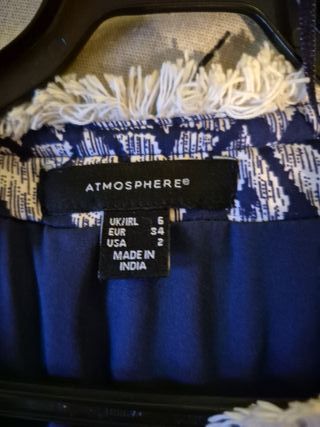 ATMOSPHERE®
UK/IRL 6
EUR 34
USA 2
MADE IN
INDIA